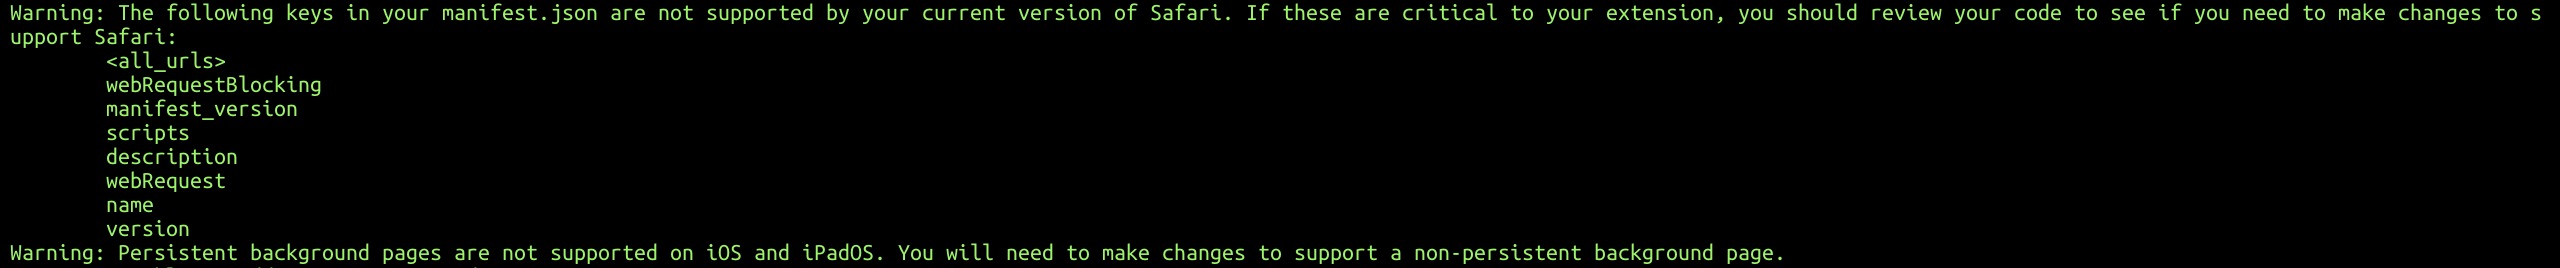 Warning: The following keys in your manifest.json are not supported by your current version of Safari. If these are critical to your extension, you should review your code to see if you need to make changes to s
upport Safari:
<all_urls>
webRequestBlocking
manifest_version
scripts
description
webRequest
name
version
Warning: Persistent background pages are not supported on iOS and iPadOS. You will need to make changes to support a non-persistent background page.